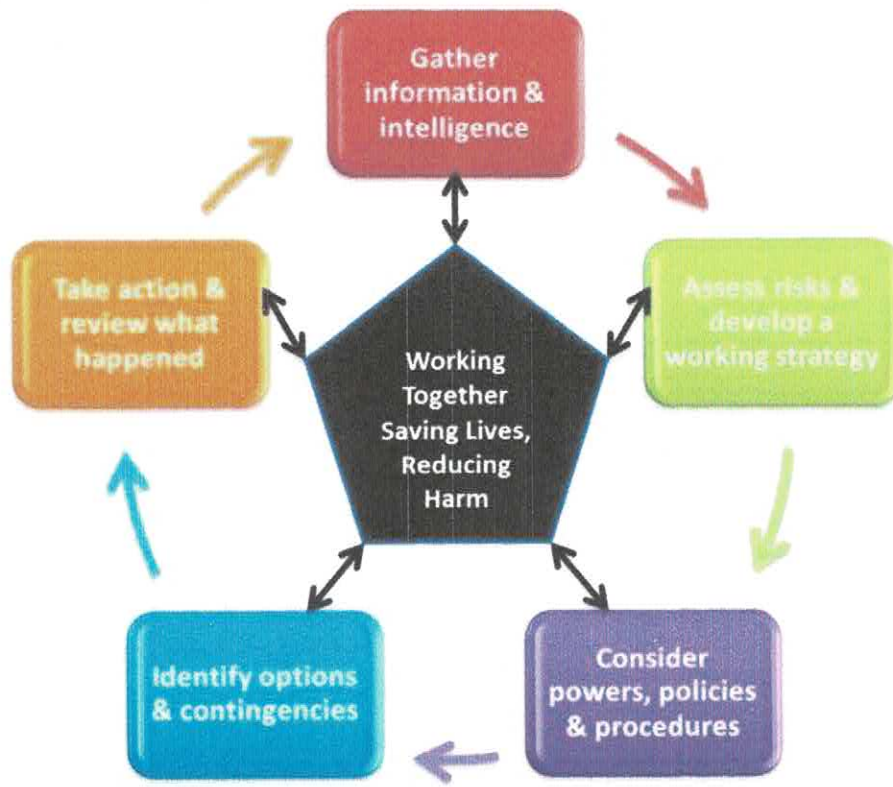 Gather
information &
intelligence
Assess risks &
develop a
working strategy
Consider
powers, policies
& procedures
Identify options
& contingencies
Take action &
review what
happened
Working
Together
Saving Lives,
Reducing
Harm